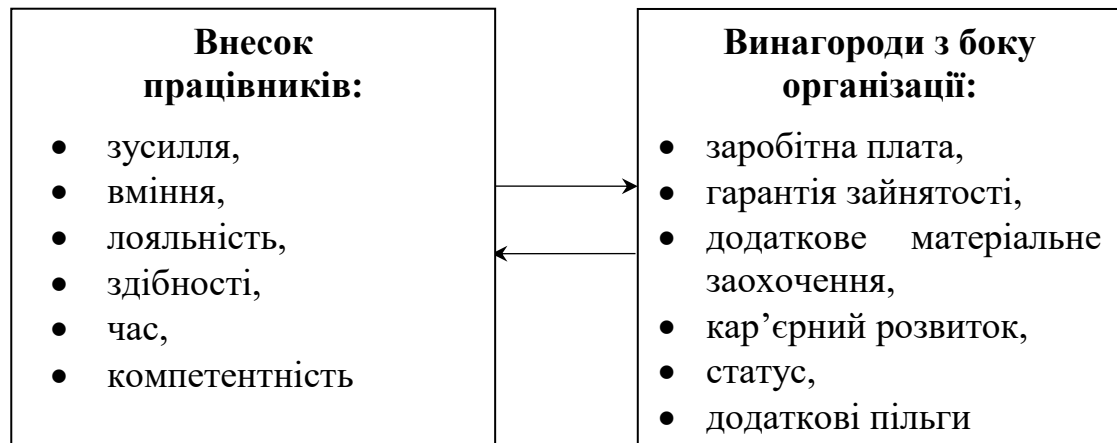 Внесок
працівників:
• зусилля,
• вміння,
• лояльність,
• здібності,
• час,
• компетентність
Винагороди з боку
організації:
• заробітна плата,
• гарантія зайнятості,
• додаткове матеріальне
заохочення,
• кар’єрний розвиток,
• статус,
• додаткові пільги